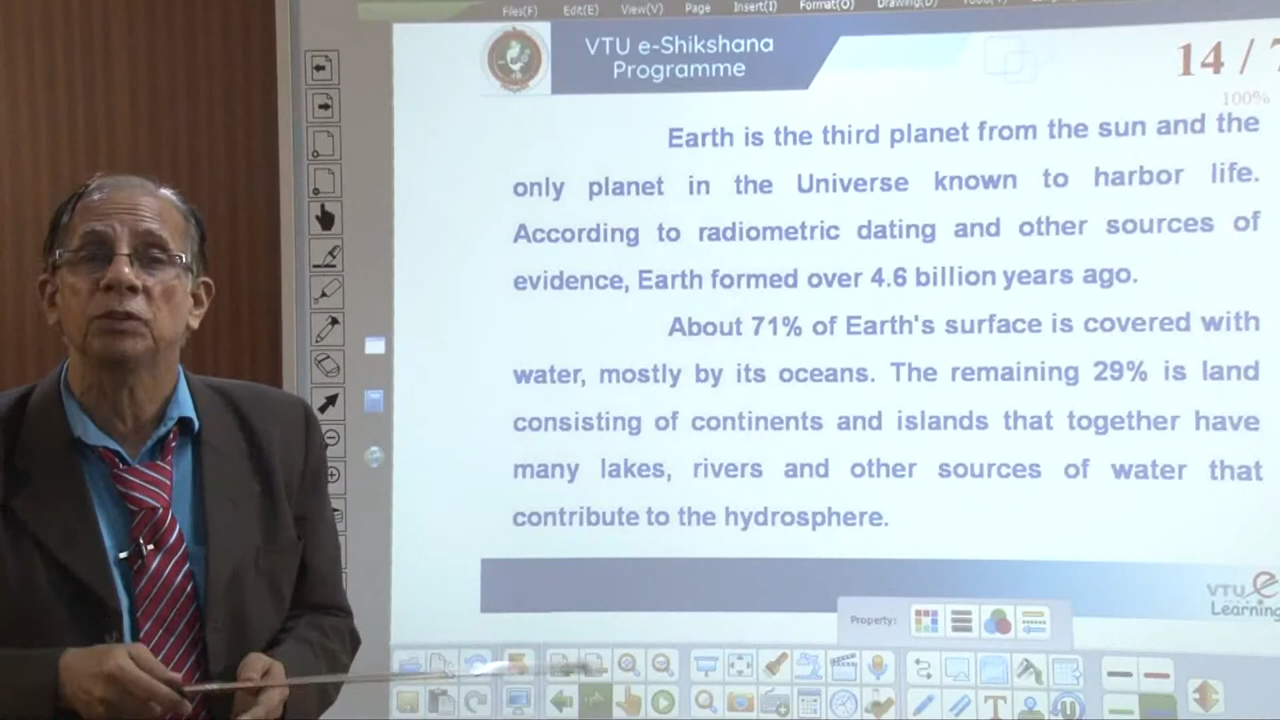 Files(F) Edit(E) View(V) Page Insert(I) Format(O) Drawing(D)
VTU e-Shikshana
Programme
14 / 7
100%
Earth is the third planet from the sun and the
only planet in the Universe known to harbor life.
According to radiometric dating and other sources of
evidence, Earth formed over 4.6 billion years ago.
About 71% of Earth's surface is covered with
water, mostly by its oceans. The remaining 29% is land
consisting of continents and islands that together have
many lakes, rivers and other sources of water that
contribute to the hydrosphere.
VTU e
Learning
Property: